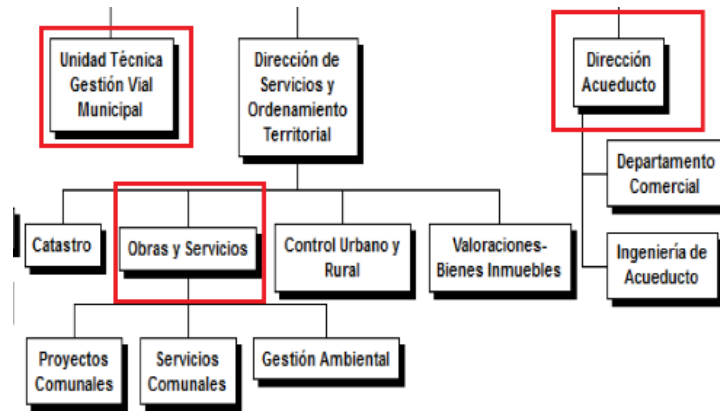 Unidad Técnica
Gestión Vial
Municipal
Dirección de
Servicios y
Ordenamiento
Territorial
Dirección
Acueducto
Departamento
Comercial
Catastro
Obras y Servicios
Control Urbano y
Rural
Valoraciones-
Bienes Inmuebles
Ingeniería de
Acueducto
Proyectos
Comunales
Servicios
Comunales
Gestión Ambiental